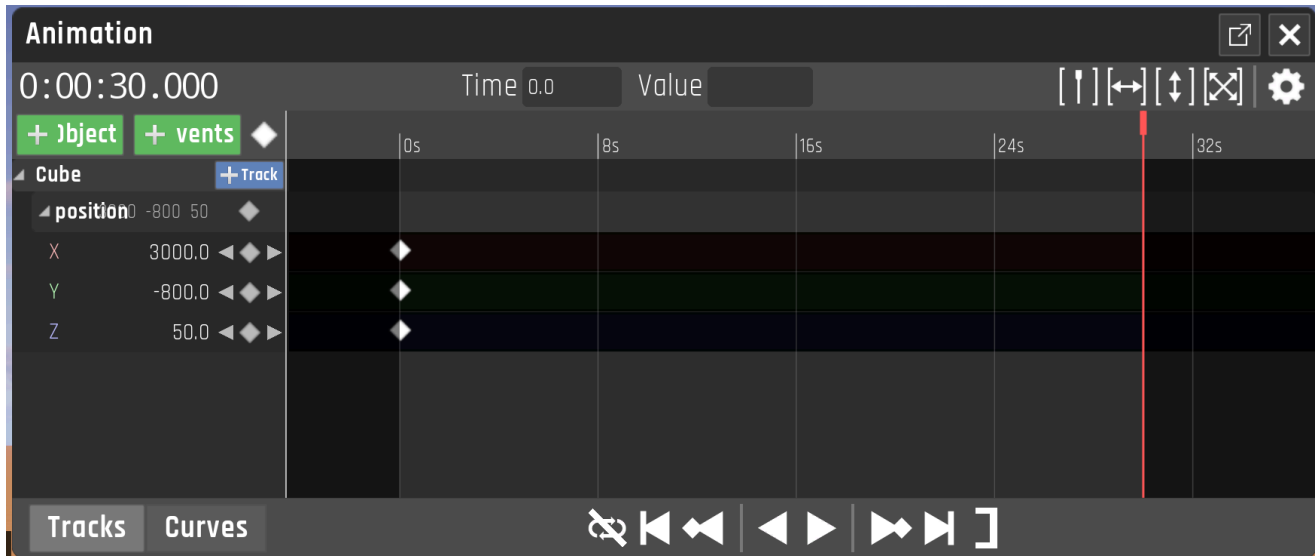 Animation
0:00:30.000 Time 0.0 Value
+ Object + vents
0s 8s 16s 24s 32s
Cube + Track
position -800 50
X 3000.0
Y -800.0
Z 50.0
Tracks Curves